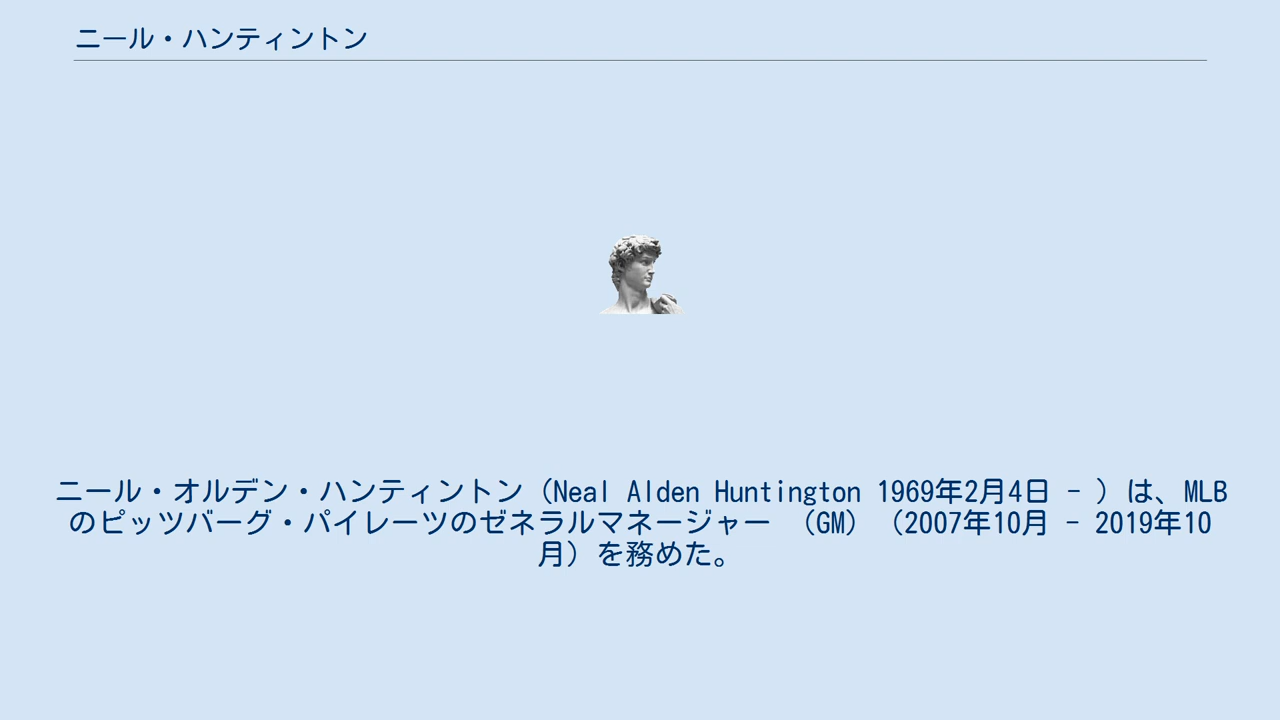 ニール・ハンティントン
ニール・オルデン・ハンティントン（Neal Alden Huntington 1969年2月4日 - ）は、MLB
のピッツバーグ・パイレーツのゼネラルマネージャー （GM）（2007年10月 - 2019年10
月）を務めた。